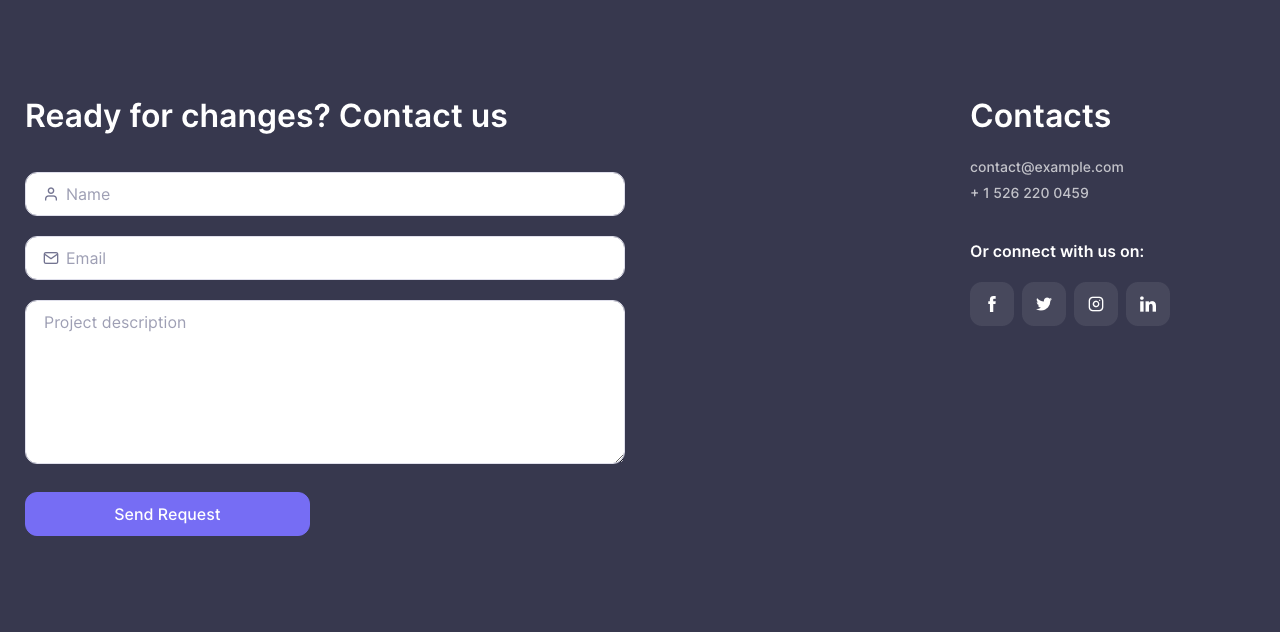 Ready for changes? Contact us
Name
Email
Project description
Send Request
Contacts
contact@example.com
+ 1 526 220 0459
Or connect with us on: